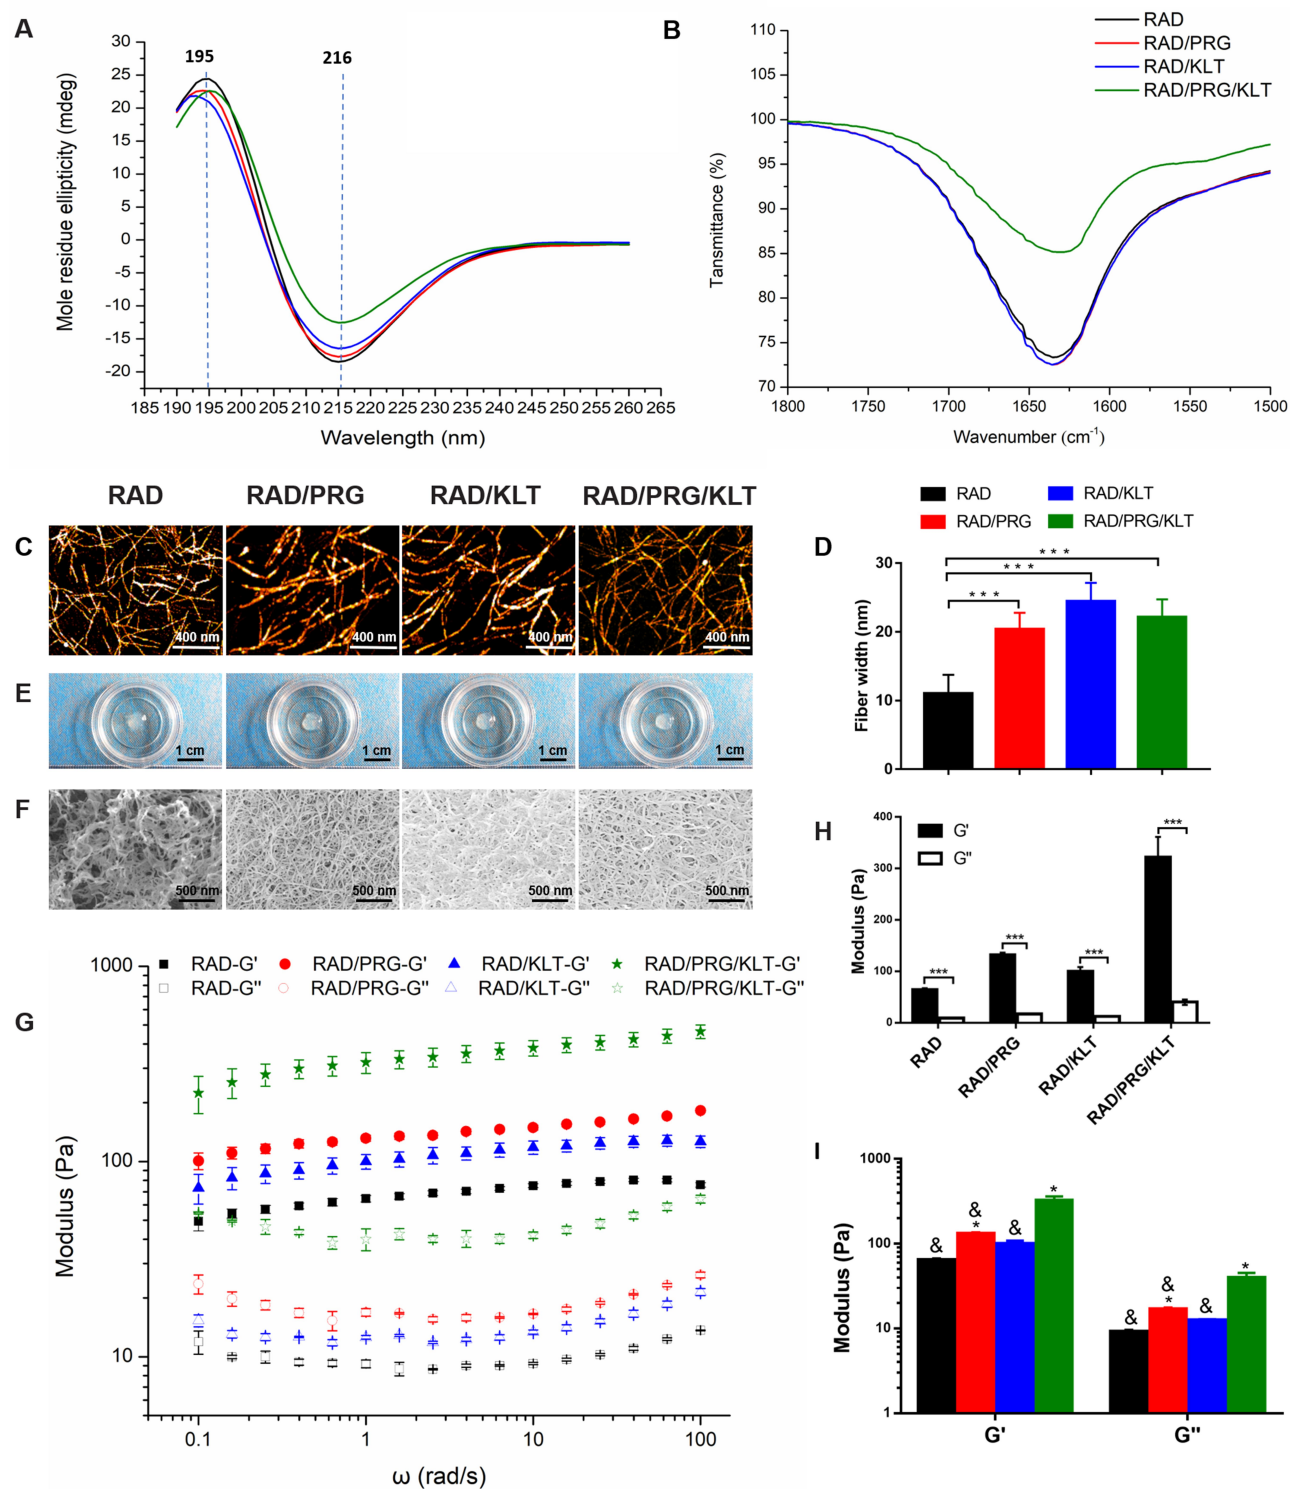 A
195
216
30
25
20
15
10
5
0
-5
-10
-15
-20
Mole residue ellipticity (mdeg)
185 190 195 200 205 210 215 220 225 230 235 240 245 250 255 260 265
Wavelength (nm)
B
RAD
RAD/PRG
RAD/KLT
RAD/PRG/KLT
110
105
100
95
90
85
80
75
70
Tansmittance (%)
1800 1750 1700 1650 1600 1550 1500
Wavenumber (cm-1)
RAD RAD/PRG RAD/KLT RAD/PRG/KLT
C
400 nm 400 nm 400 nm 400 nm
D
RAD RAD/KLT
RAD/PRG RAD/PRG/KLT
* * *
* * *
* * *
30
20
10
0
Fiber width (nm)
E
1 cm 1 cm 1 cm 1 cm
F
500 nm 500 nm 500 nm 500 nm
H
G'
G"
***
***
***
***
400
300
200
100
0
Modulus (Pa)
RAD RAD/PRG RAD/KLT RAD/PRG/KLT
G
RAD-G' RAD/PRG-G' RAD/KLT-G' RAD/PRG/KLT-G'
RAD-G" RAD/PRG-G" RAD/KLT-G" RAD/PRG/KLT-G"
1000
100
10
Modulus (Pa)
0.1 1 10 100
ω (rad/s)
I
1000
100
10
1
Modulus (Pa)
& & * & *
& & * & *
G' G"